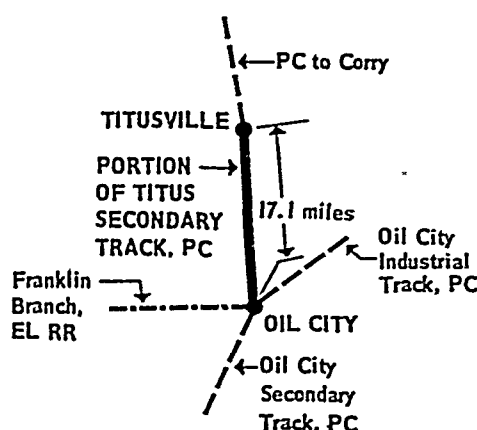 PC to Corry
TITUSVILLE
PORTION
OF TITUS
SECONDARY
TRACK, PC
17.1 miles
Oil City
Industrial
Track, PC
Franklin
Branch,
EL RR
OIL CITY
Oil City
Secondary
Track, PC